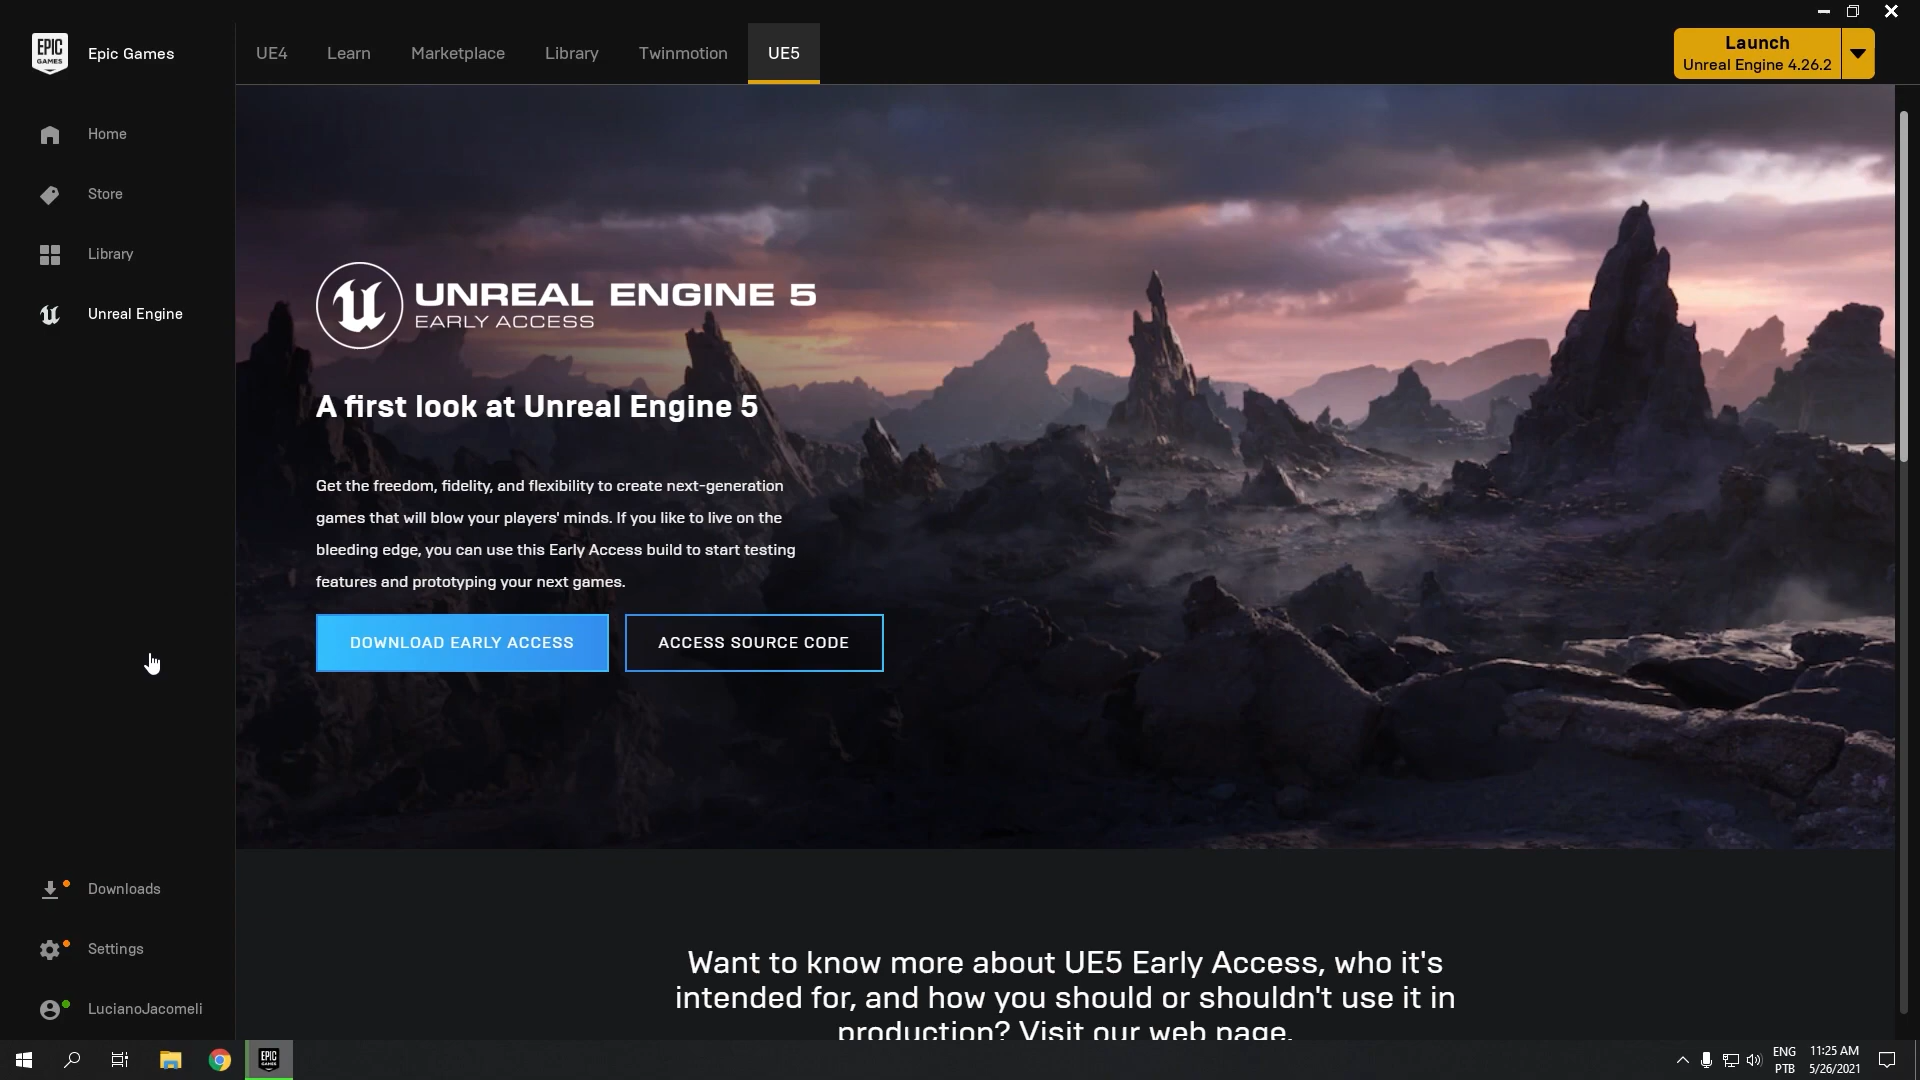 EPIC GAMES
Epic Games
UE4
Learn
Marketplace
Library
Twinmotion
UE5
Launch
Unreal Engine 4.26.2
Home
Store
Library
Unreal Engine
UNREAL ENGINE 5
EARLY ACCESS
A first look at Unreal Engine 5
Get the freedom, fidelity, and flexibility to create next-generation
games that will blow your players' minds. If you like to live on the
bleeding edge, you can use this Early Access build to start testing
features and prototyping your next games.
DOWNLOAD EARLY ACCESS
ACCESS SOURCE CODE
Want to know more about UE5 Early Access, who it's
intended for, and how you should or shouldn't use it in
production? Visit our web page.
Downloads
Settings
LucianoJacomeli
EPIC GAMES
ENG
PTB
11:25 AM
5/26/2021